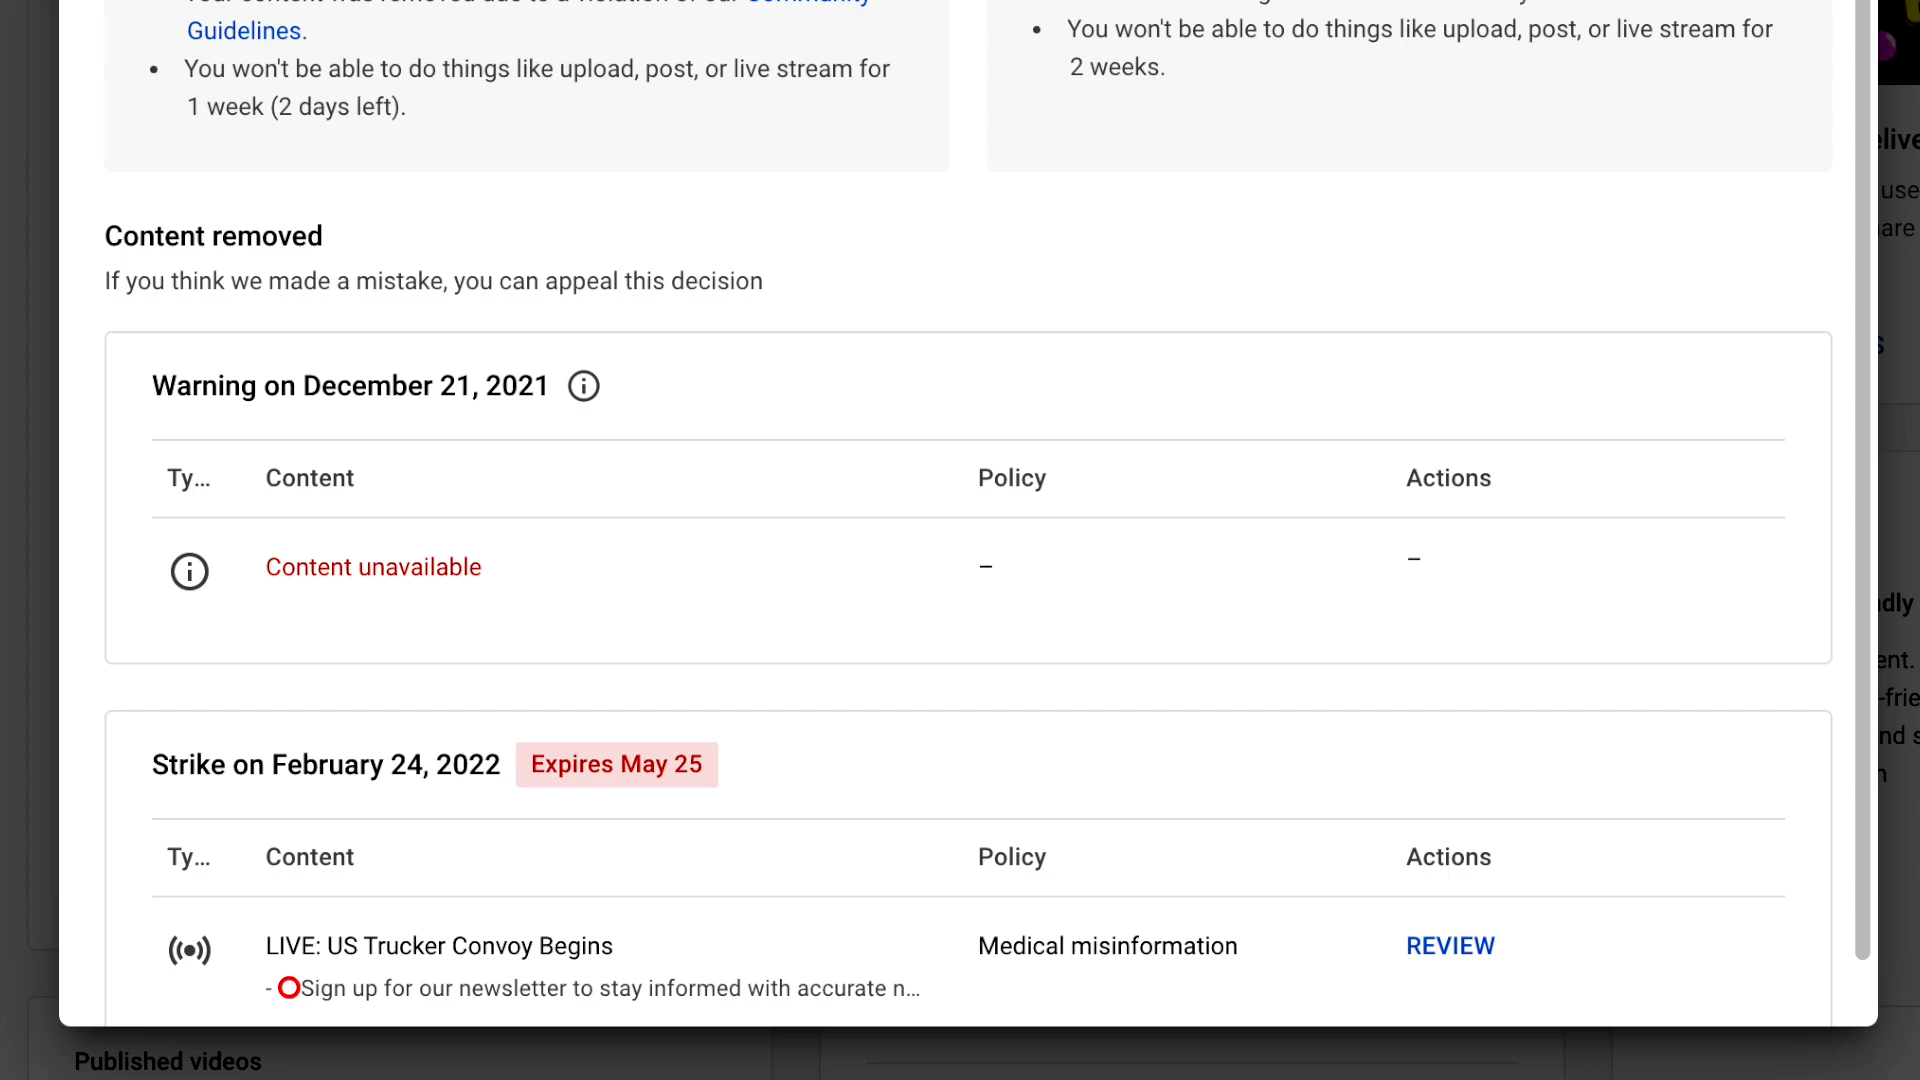 Guidelines.
• You won't be able to do things like upload, post, or live stream for
1 week (2 days left).
• You won't be able to do things like upload, post, or live stream for
2 weeks.
Content removed
If you think we made a mistake, you can appeal this decision
Warning on December 21, 2021
Ty... Content Policy Actions
Content unavailable – –
Strike on February 24, 2022 Expires May 25
Ty... Content Policy Actions
LIVE: US Trucker Convoy Begins Medical misinformation REVIEW
- ⭕Sign up for our newsletter to stay informed with accurate n...
Published videos